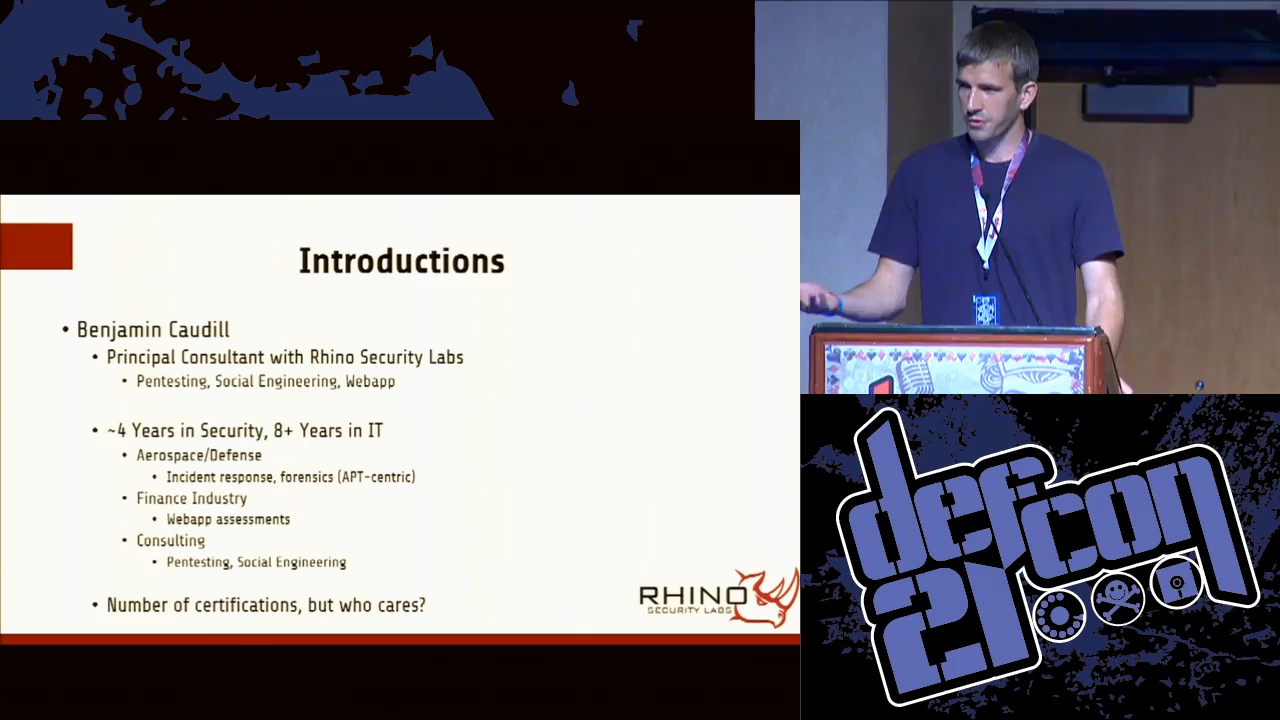 Introductions
• Benjamin Caudill
• Principal Consultant with Rhino Security Labs
• Pentesting, Social Engineering, Webapp
• ~4 Years in Security, 8+ Years in IT
• Aerospace/Defense
• Incident response, forensics (APT-centric)
• Finance Industry
• Webapp assessments
• Consulting
• Pentesting, Social Engineering
• Number of certifications, but who cares?
RHINO
SECURITY LABS
defcon
21